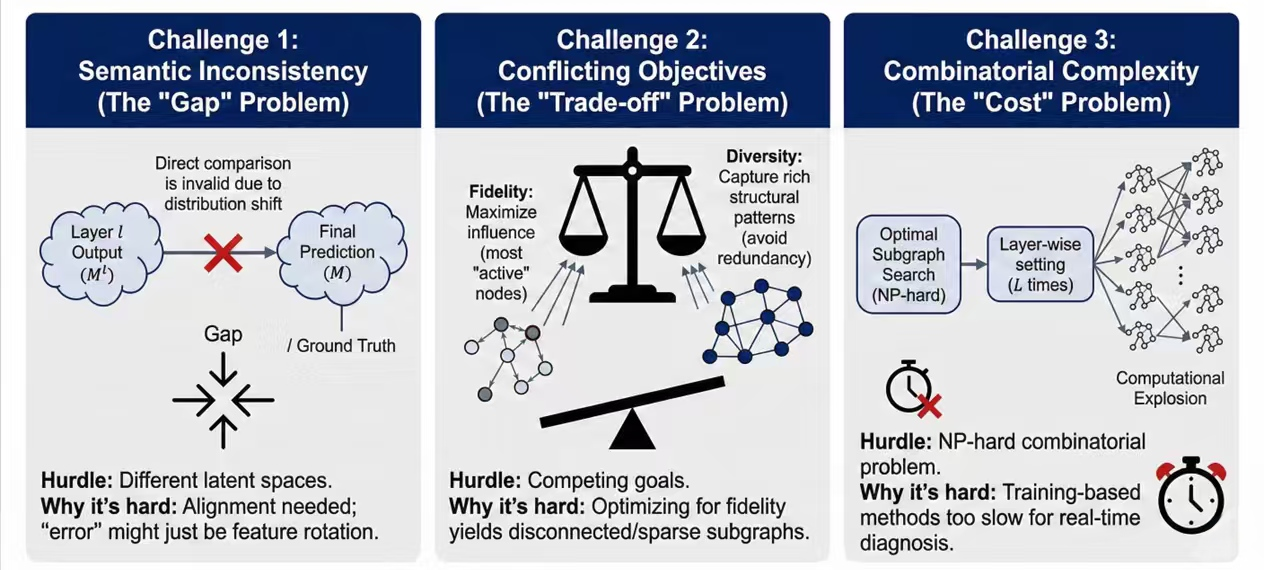 Challenge 1:
Semantic Inconsistency
(The "Gap" Problem)
Direct comparison
is invalid due to
distribution shift
Layer l
Output
(Mˡ)
Final
Prediction
(M)
/ Ground Truth
Gap
Hurdle: Different latent spaces.
Why it's hard: Alignment needed;
“error” might just be feature rotation.
Challenge 2:
Conflicting Objectives
(The "Trade-off" Problem)
Fidelity:
Maximize
influence
(most
"active"
nodes)
Diversity:
Capture rich
structural
patterns
(avoid
redundancy)
Hurdle: Competing goals.
Why it's hard: Optimizing for fidelity
yields disconnected/sparse subgraphs.
Challenge 3:
Combinatorial Complexity
(The "Cost" Problem)
Optimal
Subgraph
Search
(NP-hard)
Layer-wise
setting
(L times)
Computational
Explosion
Hurdle: NP-hard combinatorial
problem.
Why it's hard: Training-based
methods too slow for real-time
diagnosis.